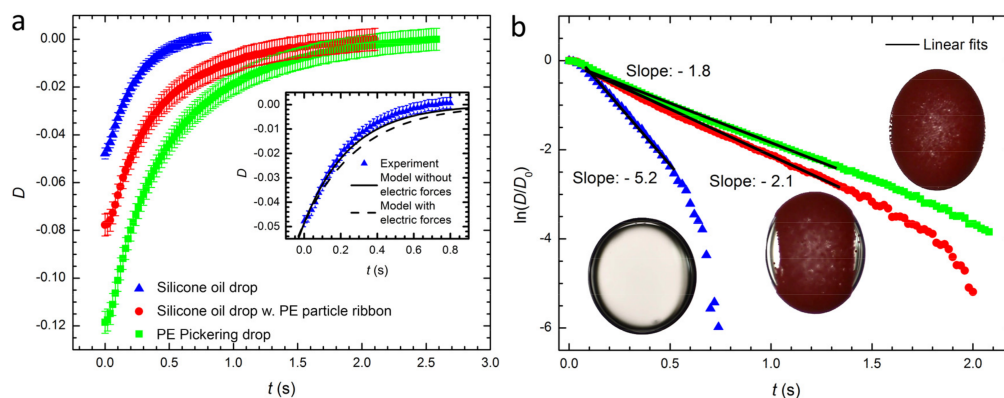 a
0.00
-0.02
-0.04
-0.06
-0.08
-0.10
-0.12
D
0.0 0.5 1.0 1.5 2.0 2.5 3.0
t (s)
Silicone oil drop
Silicone oil drop w. PE particle ribbon
PE Pickering drop
0.00
-0.01
-0.02
-0.03
-0.04
-0.05
D
0.0 0.2 0.4 0.6 0.8
t (s)
Experiment
Model without
electric forces
Model with
electric forces
b
0
-2
-4
-6
ln(D/D0)
0.0 0.5 1.0 1.5 2.0
t (s)
Linear fits
Slope: - 1.8
Slope: - 5.2
Slope: - 2.1